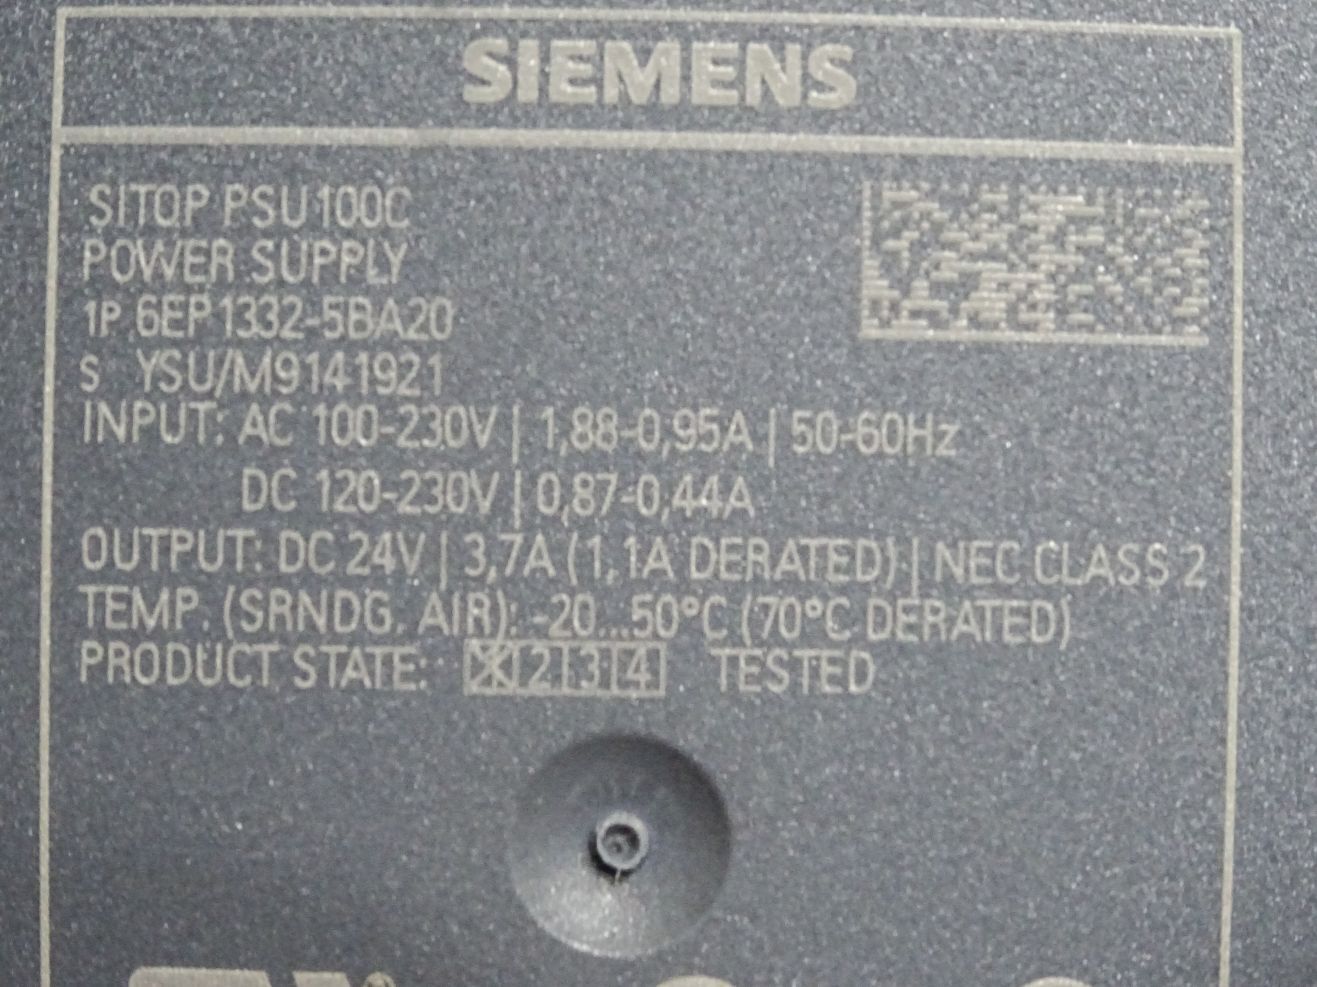 SIEMENS
SITOP PSU100C
POWER SUPPLY
1P 6EP1332-5BA20
S YSU/M9141921
INPUT: AC 100-230V | 1,88-0,95A | 50-60Hz
DC 120-230V | 0,87-0,44A
OUTPUT: DC 24V | 3,7A (1,1A DERATED) | NEC CLASS 2
TEMP. (SRNDG. AIR): -20...50°C (70°C DERATED)
PRODUCT STATE: X|2|3|4 TESTED